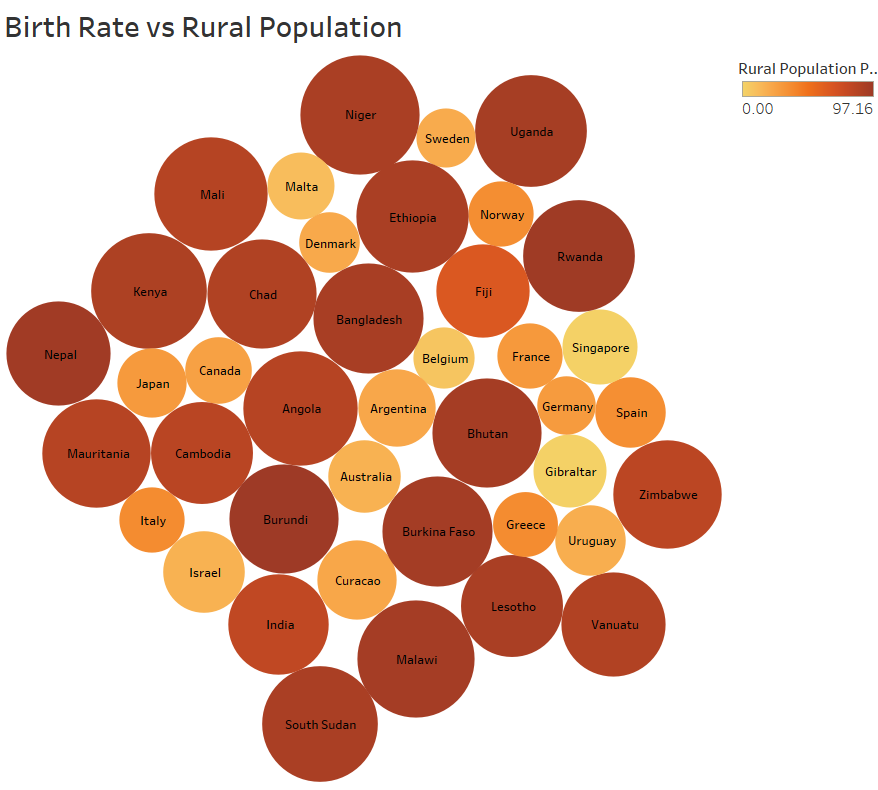 Birth Rate vs Rural Population
Rural Population P..
0.00 97.16
Niger
Sweden
Uganda
Mali
Malta
Ethiopia
Norway
Denmark
Rwanda
Kenya
Chad
Fiji
Bangladesh
Nepal
Belgium
France
Singapore
Japan
Canada
Angola
Argentina
Germany
Spain
Bhutan
Mauritania
Cambodia
Gibraltar
Australia
Zimbabwe
Italy
Burundi
Burkina Faso
Greece
Uruguay
Israel
Curacao
Lesotho
India
Vanuatu
Malawi
South Sudan